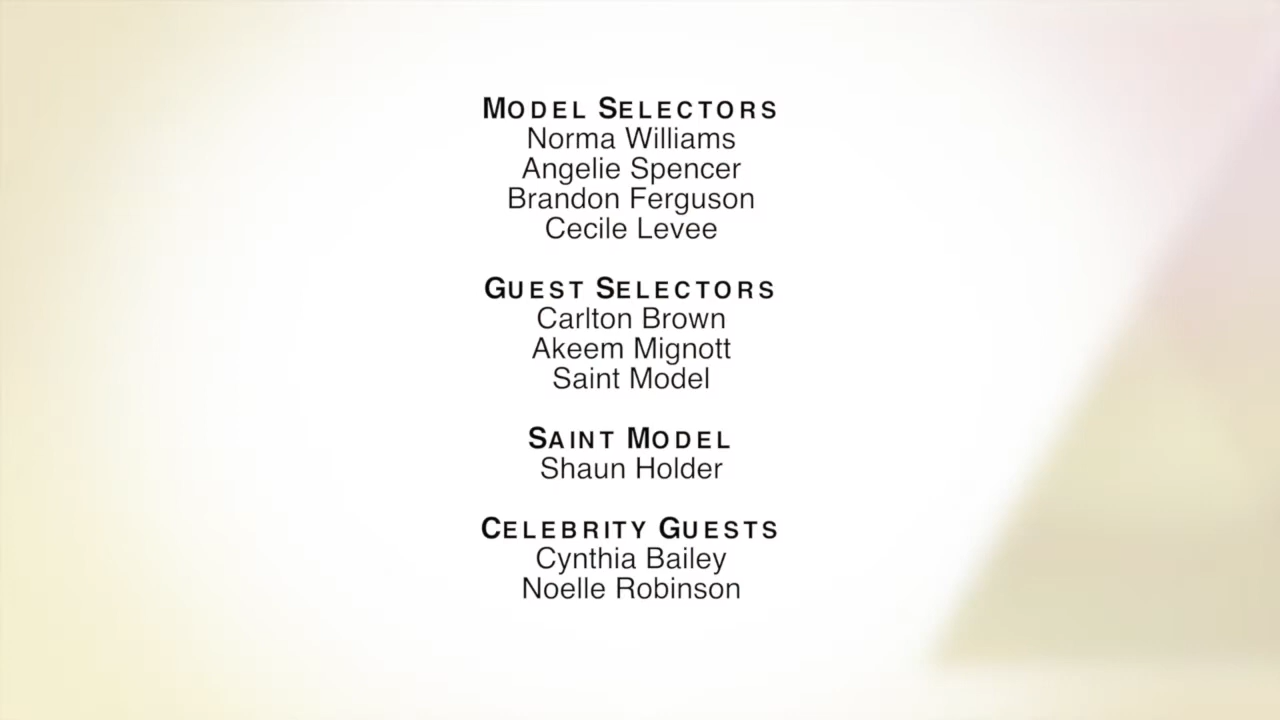 MODEL SELECTORS
Norma Williams
Angelie Spencer
Brandon Ferguson
Cecile Levee
GUEST SELECTORS
Carlton Brown
Akeem Mignott
Saint Model
SAINT MODEL
Shaun Holder
CELEBRITY GUESTS
Cynthia Bailey
Noelle Robinson